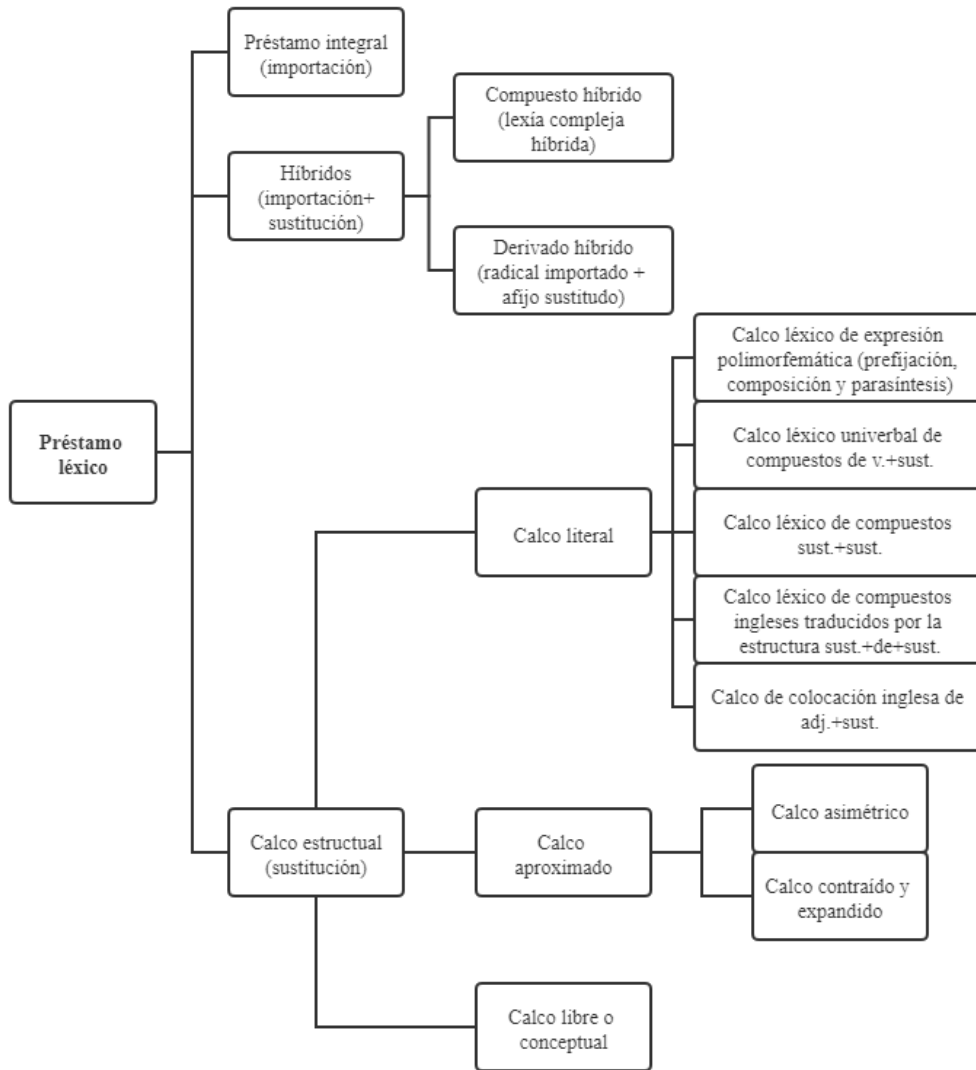 Préstamo integral
(importación)
Compuesto híbrido
(lexía compleja
híbrida)
Híbridos
(importación+
sustitución)
Derivado híbrido
(radical importado +
afijo sustitudo)
Préstamo
léxico
Calco léxico de expresión
polimorfemática (prefijación,
composición y parasíntesis)
Calco léxico univerbal de
compuestos de v.+sust.
Calco literal
Calco léxico de compuestos
sust.+sust.
Calco léxico de compuestos
ingleses traducidos por la
estructura sust.+de+sust.
Calco de colocación inglesa de
adj.+sust.
Calco estructual
(sustitución)
Calco
aproximado
Calco asimétrico
Calco contraído y
expandido
Calco libre o
conceptual